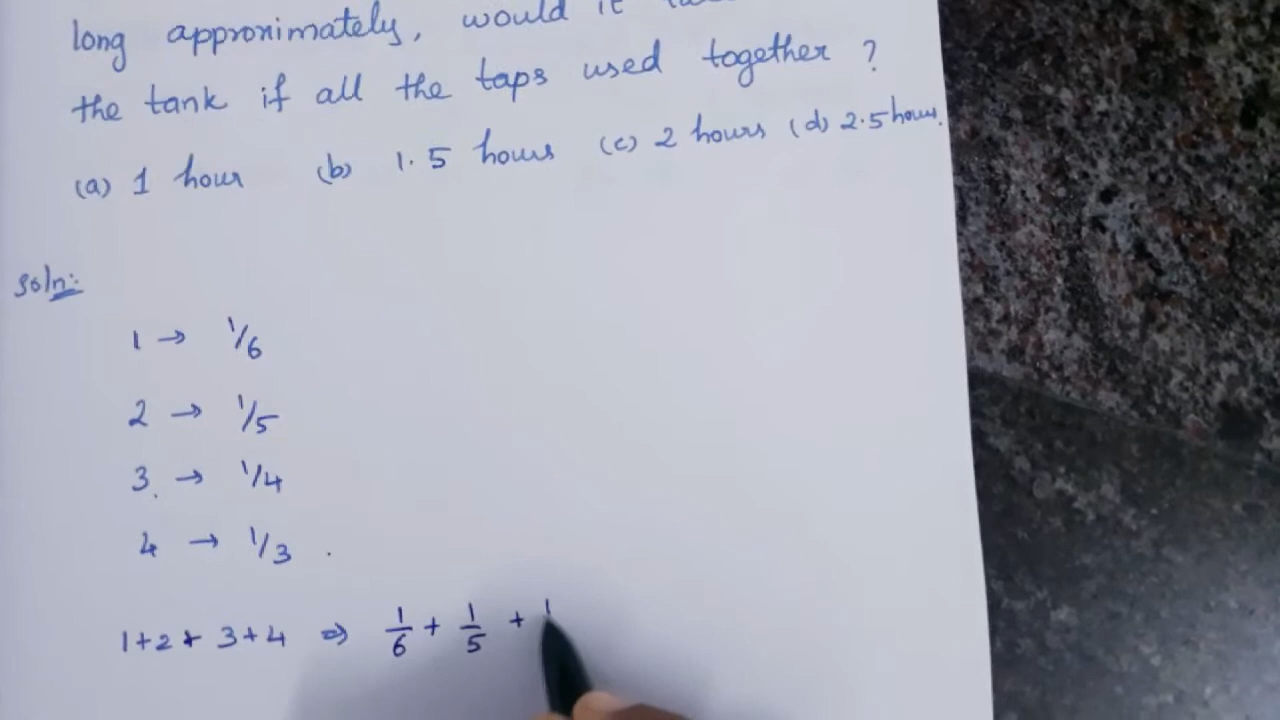 long approximately, would it
the tank if all the taps used together ?
(a) 1 hour (b) 1.5 hours (c) 2 hours (d) 2.5 hours.
Soln:
1 → 1/6
2 → 1/5
3. → 1/4
4 → 1/3 .
1+2+3+4 ⇒ 1/6 + 1/5 + 1